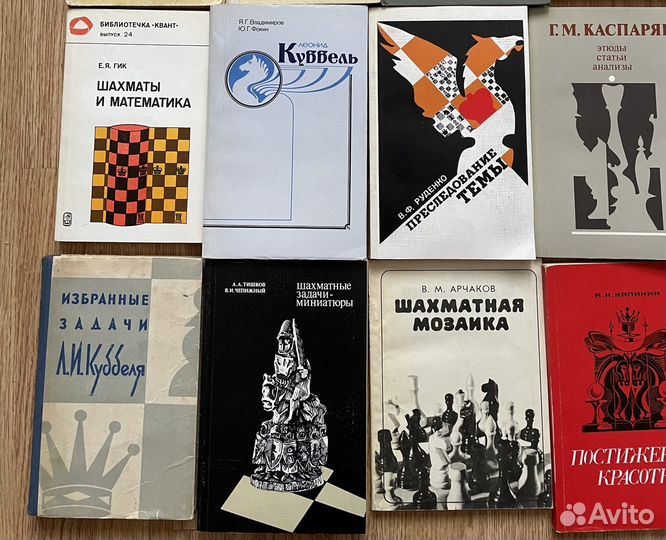 БИБЛИОТЕЧКА «КВАНТ»
ВЫПУСК 24
Е.Я. ГИК
ШАХМАТЫ
И МАТЕМАТИКА
Я.Г. Владимиров
Ю.Г. Фокин
ЛЕОНИД
Куббель
В.Ф. РУДЕНКО
ПРЕСЛЕДОВАНИЕ
ТЕМЫ
Г.М. КАСПАРЯ
ЭТЮДЫ
СТАТЬИ
АНАЛИЗЫ
ИЗБРАННЫЕ
ЗАДАЧИ
Л.И. Куббеля
А.А. ТИШКОВ
В.И. ЧЕПИЖНЫЙ
ШАХМАТНЫЕ
ЗАДАЧИ-
МИНИАТЮРЫ
В. М. АРЧАКОВ
ШАХМАТНАЯ
МОЗАИКА
ПОСТИЖЕН
КРАСОТ
Avito